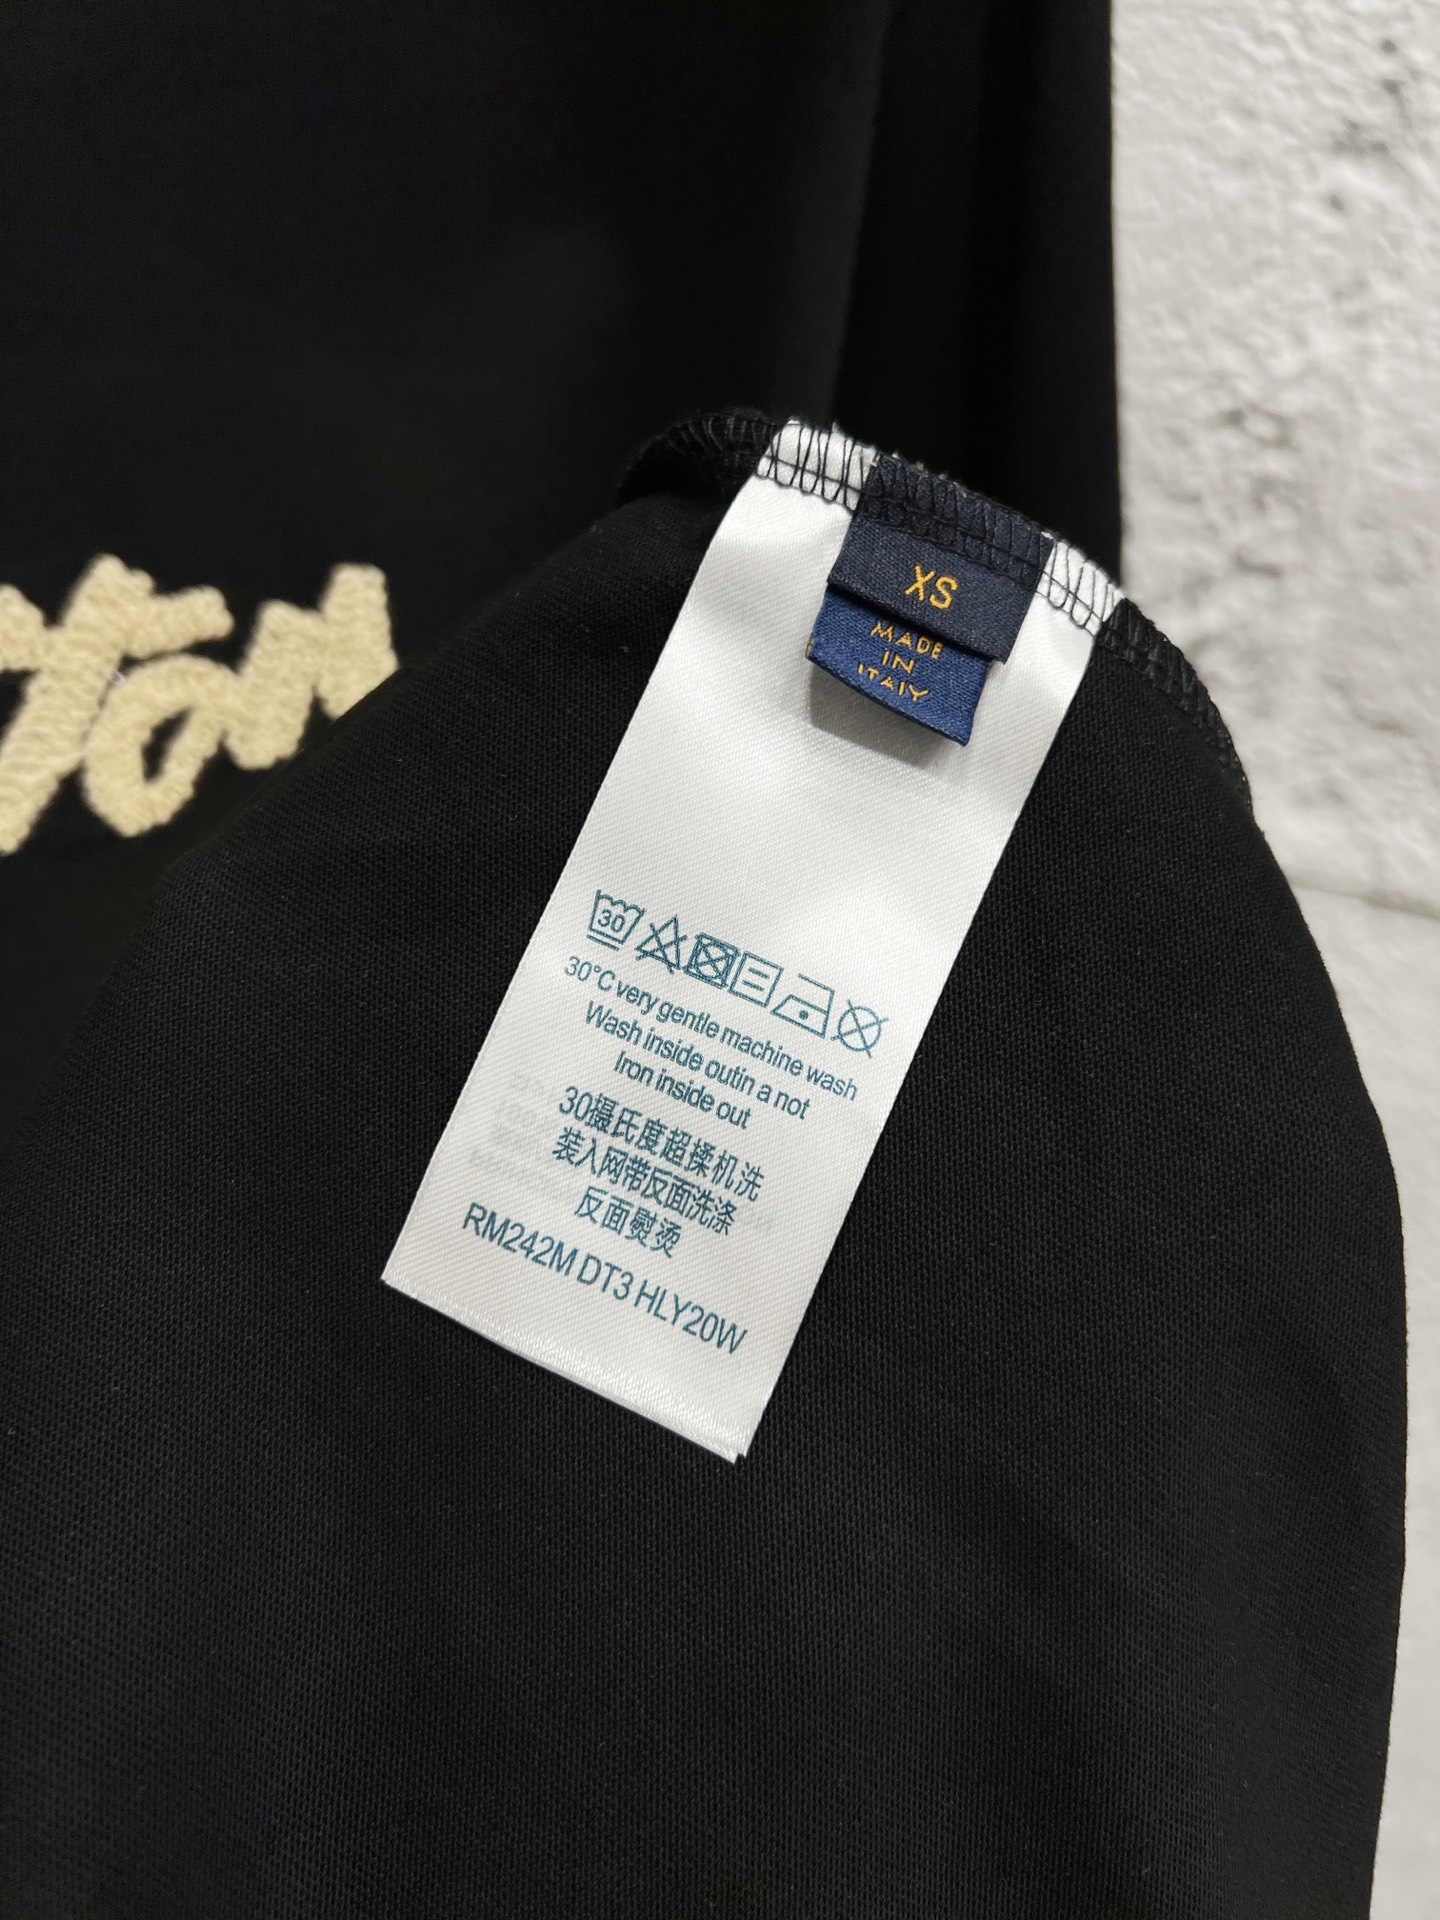 XS
MADE
IN
ITALY
30
30°C very gentle machine wash
Wash inside outin a not
Iron inside out
30摄氏度超揉机洗
装入网带反面洗涤
反面熨烫
RM242M DT3 HLY20W